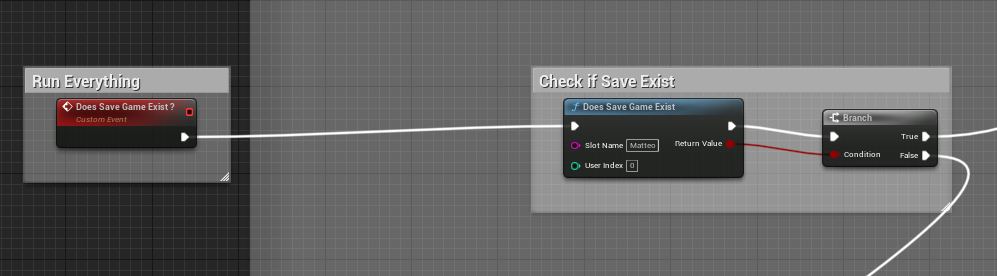 Run Everything
Does Save Game Exist ?
Custom Event
Check if Save Exist
f Does Save Game Exist
Slot Name Matteo
Return Value
User Index 0
Branch
True
Condition
False